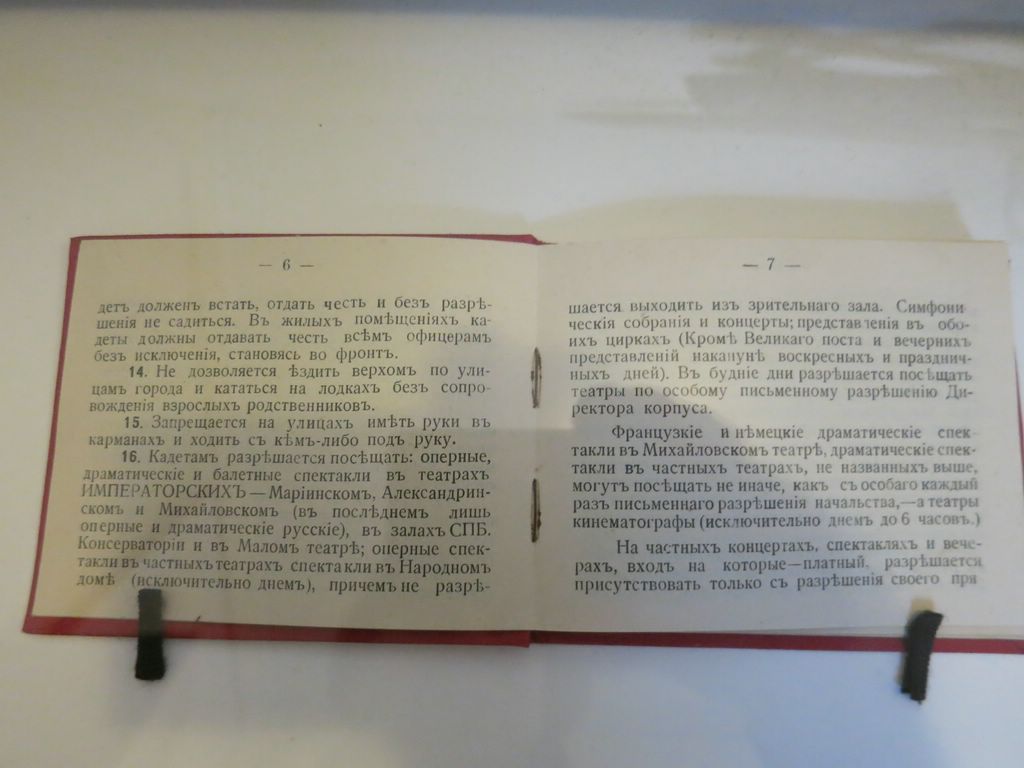 — 6 —
детъ долженъ встать, отдать честь и безъ разрѣ-
шенія не садиться. Въ жилыхъ помѣщеніяхъ ка-
деты должны отдавать честь всѣмъ офицерамъ
безъ исключенія, становясь во фронтъ.
14. Не дозволяется ѣздить верхомъ по ули-
цамъ города и кататься на лодкахъ безъ сопро-
вожденія взрослыхъ родственниковъ.
15. Запрещается на улицахъ имѣть руки въ
карманахъ и ходить съ кѣмъ-либо подъ руку.
16. Кадетамъ разрѣшается посѣщать: оперные,
драматическіе и балетные спектакли въ театрахъ
ИМПЕРАТОРСКИХЪ — Маріинскомъ, Александрин-
скомъ и Михайловскомъ (въ послѣднемъ лишь
оперные и драматическіе русскіе), въ залахъ СПБ.
Консерваторіи и въ Маломъ театрѣ; оперные спек-
такли въ частныхъ театрахъ спектакли въ Народномъ
домѣ (исключительно днемъ), причемъ не разрѣ-
— 7 —
шается выходить изъ зрительнаго зала. Симфони
ческія собранія и концерты; представленія въ обо-
ихъ циркахъ (Кромѣ Великаго поста и вечернихъ
представленій наканунѣ воскресныхъ и празднич-
ныхъ дней). Въ будніе дни разрѣшается посѣщать
театры по особому письменному разрѣшенію Ди-
ректора корпуса.
Французскіе и нѣмецкіе драматическіе спек-
такли въ Михайловскомъ театрѣ, драматическіе спек-
такли въ частныхъ театрахъ, не названныхъ выше,
могутъ посѣщать не иначе, какъ съ особаго каждый
разъ письменнаго разрѣшенія начальства,—а театры
кинематографы (исключительно днемъ до 6 часовъ.)
На частныхъ концертахъ, спектакляхъ и вече-
рахъ, входъ на которые—платный, разрѣшается
присутствовать только съ разрѣшенія своего пря